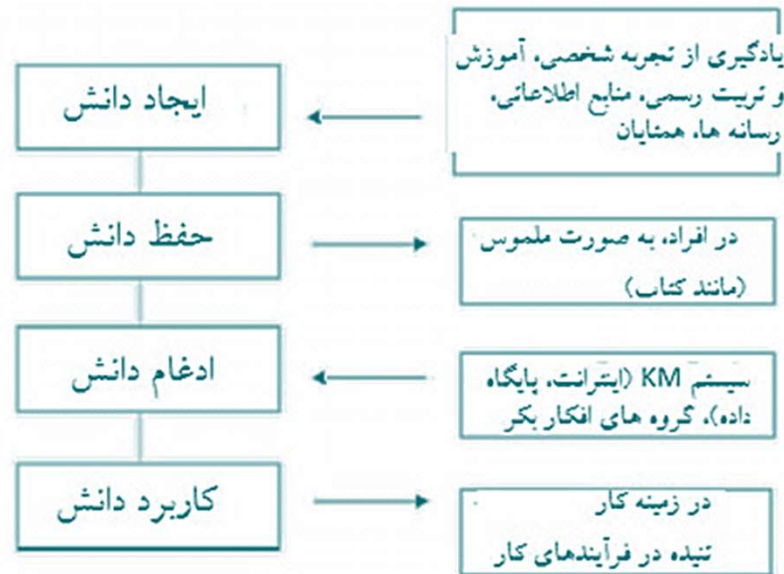 ایجاد دانش
یادگیری از تجربه شخصی، آموزش
و تربیت رسمی، منابع اطلاعاتی،
رسانه ها، همتایان
حفظ دانش
در افراد، به صورت ملموس
(مانند کتاب)
ادغام دانش
سیستم KM (اینترانت، پایگاه
داده)، گروه های افکار بکر
کاربرد دانش
در زمینه کار
تنیده در فرآیندهای کار